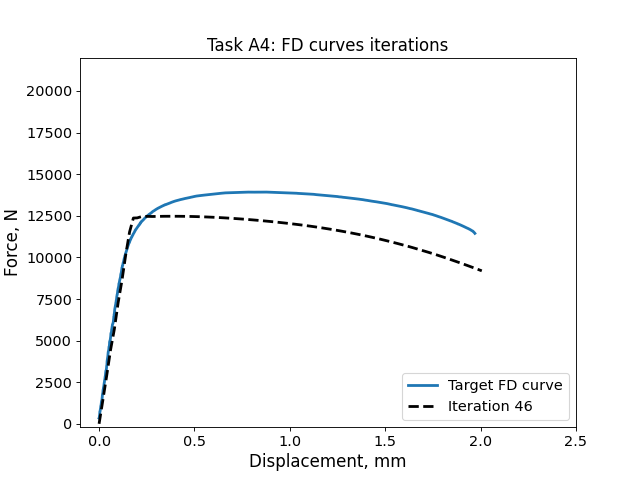 Task A4: FD curves iterations
Force, N
20000
17500
15000
12500
10000
7500
5000
2500
0
0.0 0.5 1.0 1.5 2.0 2.5
Displacement, mm
Target FD curve
Iteration 46